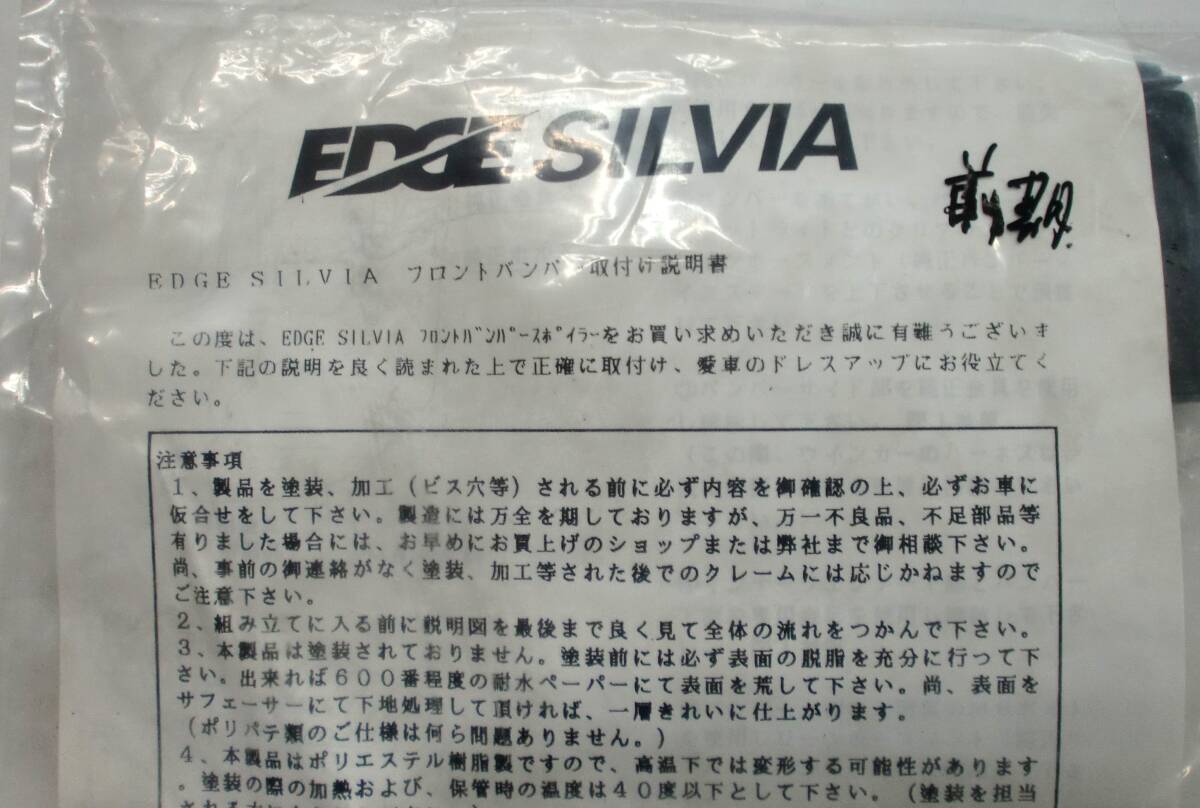 EDGE SILVIA
EDGE SILVIA フロントバンパー取付け説明書
この度は、EDGE SILVIA ﾌﾛﾝﾄﾊﾞﾝﾊﾟｰｽﾎﾟｲﾗｰをお買い求めいただき誠に有難うございま
した。下記の説明を良く読まれた上で正確に取付け、愛車のドレスアップにお役立てく
ださい。
注意事項
1、製品を塗装、加工（ビス穴等）される前に必ず内容を御確認の上、必ずお車に
仮合せをして下さい。製造には万全を期しておりますが、万一不良品、不足部品等
有りました場合には、お早めにお買上げのショップまたは弊社まで御相談下さい。
尚、事前の御連絡がなく塗装、加工等された後でのクレームには応じかねますので
ご注意下さい。
2、組み立てに入る前に説明図を最後まで良く見て全体の流れをつかんで下さい。
3、本製品は塗装されておりません。塗装前には必ず表面の脱脂を充分に行って下
さい。出来れば600番程度の耐水ペーパーにて表面を荒して下さい。尚、表面を
サフェーサーにて下地処理して頂ければ、一層きれいに仕上がります。
（ポリパテ類のご仕様は何ら問題ありません。）
4、本製品はポリエステル樹脂製ですので、高温下では変形する可能性があります
。塗装の際の加熱および、保管時の温度は40度以下として下さい。（塗装を担当